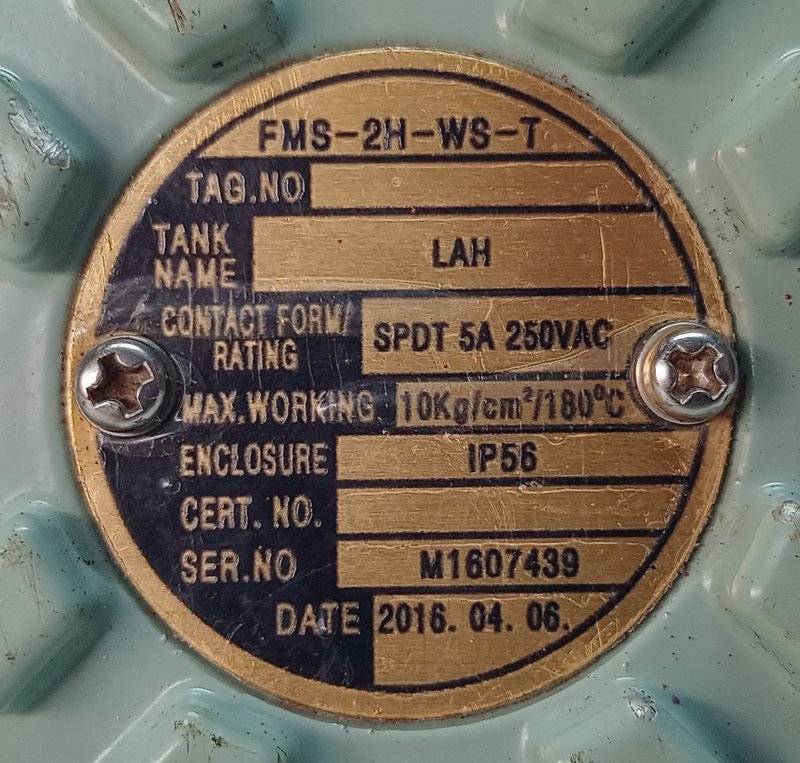 FMS-2H-WS-T
TAG.NO
TANK NAME LAH
CONTACT FORM/ RATING SPDT 5A 250VAC
MAX.WORKING 10Kg/cm²/180°C
ENCLOSURE IP56
CERT. NO.
SER.NO M1607439
DATE 2016. 04. 06.